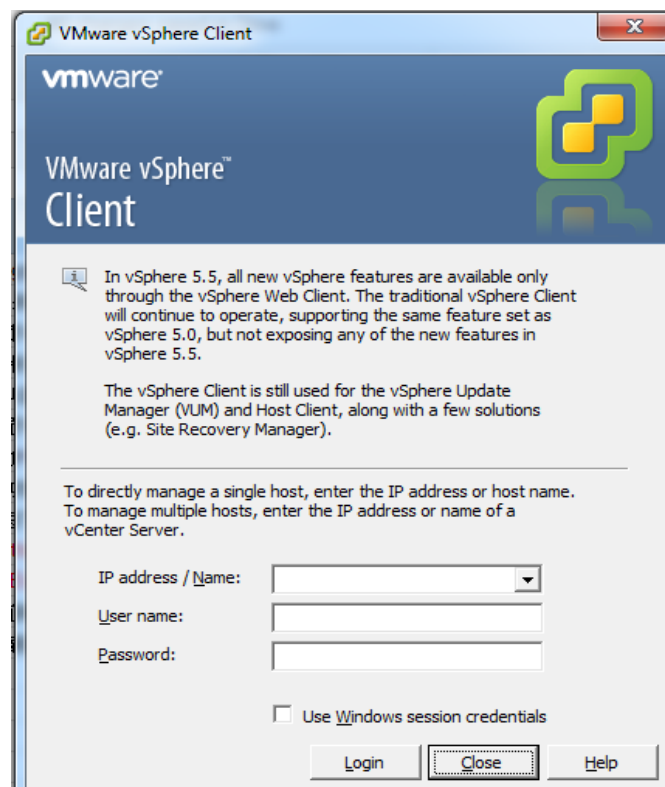 VMware vSphere Client
vmware
VMware vSphere™
Client
In vSphere 5.5, all new vSphere features are available only
through the vSphere Web Client. The traditional vSphere Client
will continue to operate, supporting the same feature set as
vSphere 5.0, but not exposing any of the new features in
vSphere 5.5.
The vSphere Client is still used for the vSphere Update
Manager (VUM) and Host Client, along with a few solutions
(e.g. Site Recovery Manager).
To directly manage a single host, enter the IP address or host name.
To manage multiple hosts, enter the IP address or name of a
vCenter Server.
IP address / Name:
User name:
Password:
Use Windows session credentials
Login Close Help